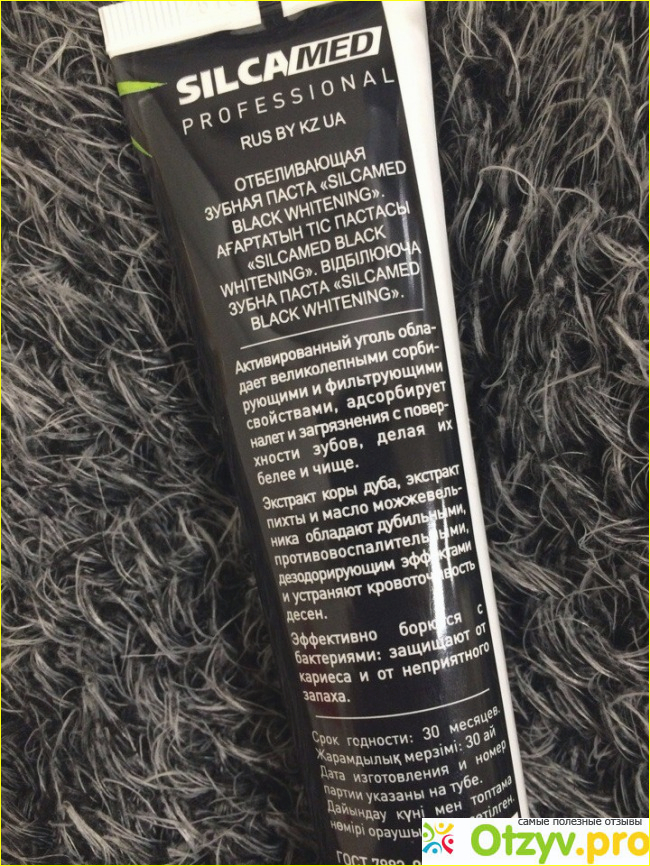 SILCAMED
PROFESSIONAL
RUS BY KZ UA
ОТБЕЛИВАЮЩАЯ
ЗУБНАЯ ПАСТА «SILCAMED
BLACK WHITENING».
АҒАРТАТЫН ТІС ПАСТАСЫ
«SILCAMED BLACK
WHITENING». ВІДБІЛЮЮЧА
ЗУБНА ПАСТА «SILCAMED
BLACK WHITENING».
Активированный уголь обла-
дает великолепными сорби-
рующими и фильтрующими
свойствами, адсорбирует
налет и загрязнения с повер-
хности зубов, делая их
белее и чище.
Экстракт коры дуба, экстракт
пихты и масло можжевель-
ника обладают дубильными,
противовоспалительными,
дезодорирующим эффектами
и устраняют кровоточивость
десен.
Эффективно борются с
бактериями: защищают от
кариеса и от неприятного
запаха.
Срок годности: 30 месяцев.
Жарамдылық мерзімі: 30 ай
Дата изготовления и номер
партии указаны на тубе.
Дайындау күні мен топтама
нөмірі
ГОСТ
самые полезные отзывы
Otzyv.pro